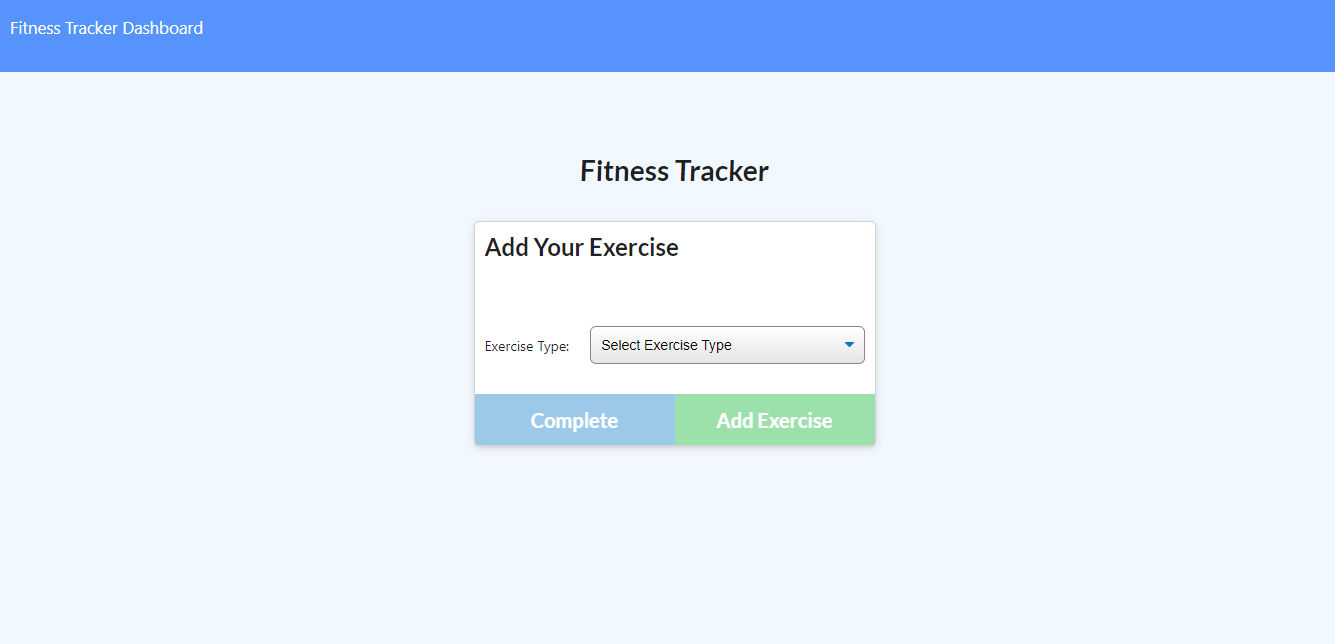 Fitness Tracker Dashboard
Fitness Tracker
Add Your Exercise
Exercise Type: Select Exercise Type
Complete Add Exercise